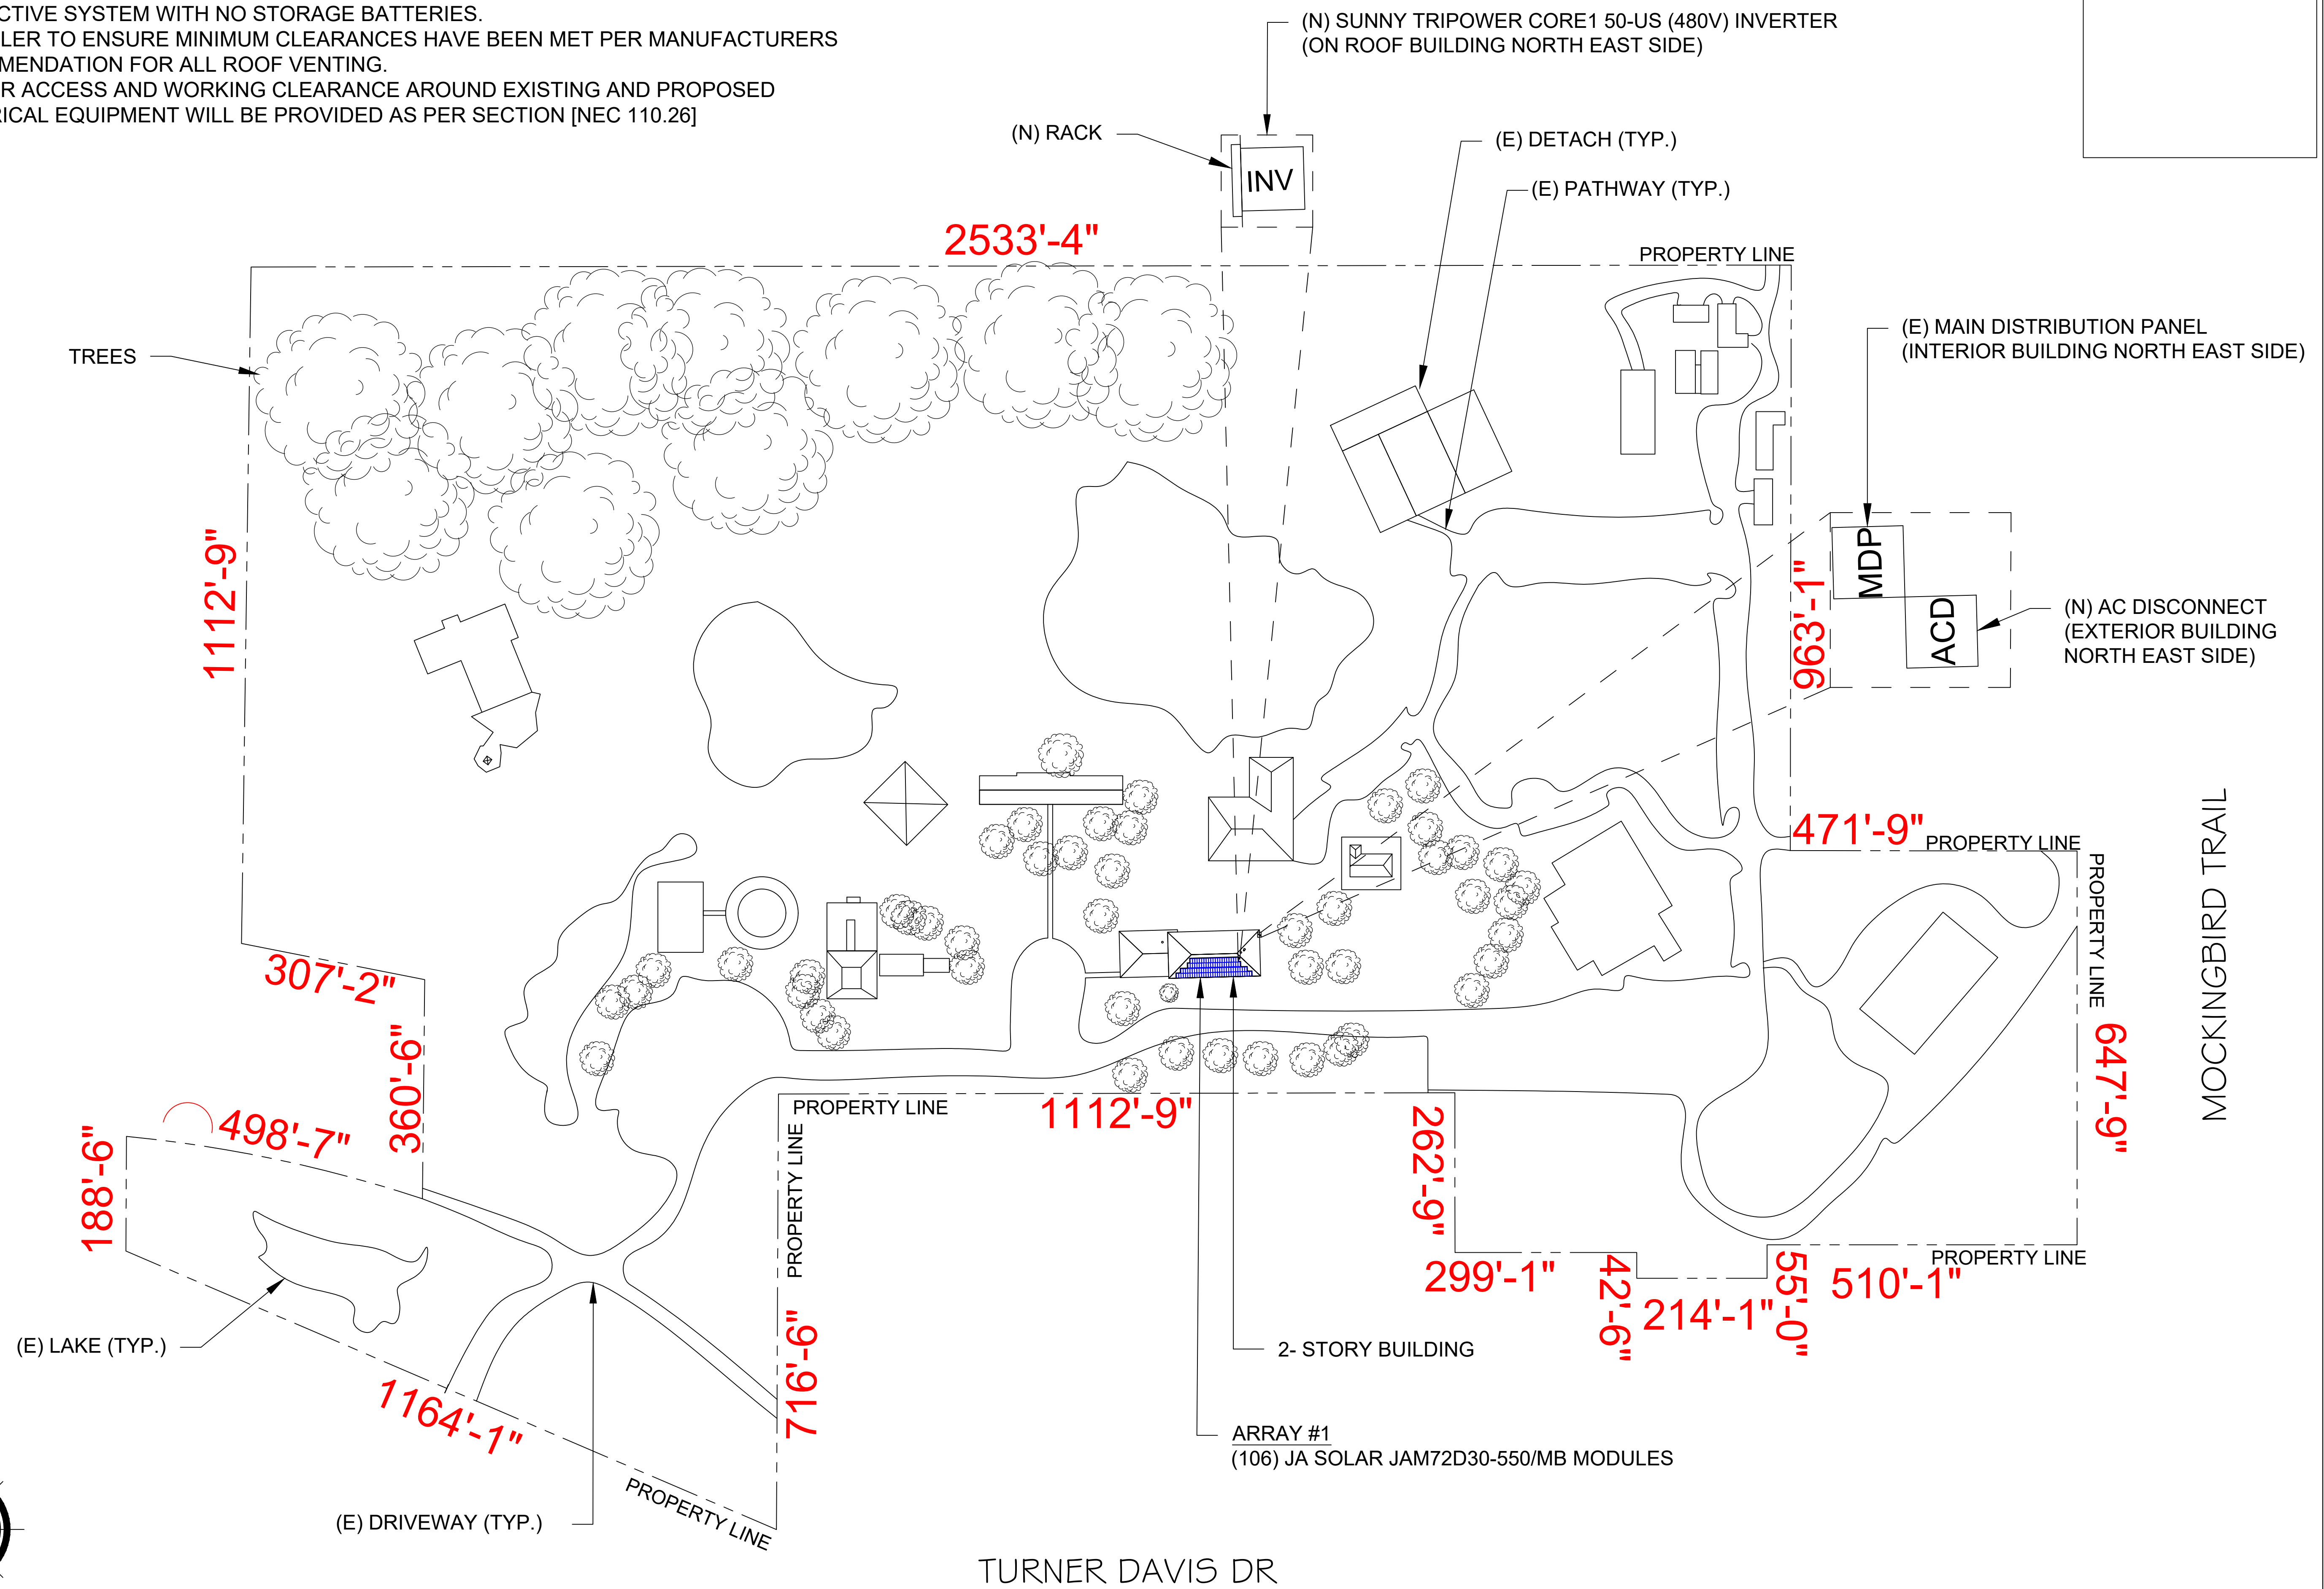 CTIVE SYSTEM WITH NO STORAGE BATTERIES.
LER TO ENSURE MINIMUM CLEARANCES HAVE BEEN MET PER MANUFACTURERS
MENDATION FOR ALL ROOF VENTING.
R ACCESS AND WORKING CLEARANCE AROUND EXISTING AND PROPOSED
RICAL EQUIPMENT WILL BE PROVIDED AS PER SECTION [NEC 110.26]
(N) SUNNY TRIPOWER CORE1 50-US (480V) INVERTER
(ON ROOF BUILDING NORTH EAST SIDE)
(N) RACK
INV
(E) DETACH (TYP.)
(E) PATHWAY (TYP.)
2533'-4"
PROPERTY LINE
TREES
(E) MAIN DISTRIBUTION PANEL
(INTERIOR BUILDING NORTH EAST SIDE)
MDP
ACD
(N) AC DISCONNECT
(EXTERIOR BUILDING
NORTH EAST SIDE)
1112'-9"
963'-1"
471'-9"
PROPERTY LINE
PROPERTY LINE
647'-9"
MOCKINGBIRD TRAIL
307'-2"
360'-6"
498'-7"
188'-6"
PROPERTY LINE
1112'-9"
PROPERTY LINE
716'-6"
262'-9"
299'-1"
42'-6"
214'-1"
55'-0"
510'-1"
PROPERTY LINE
(E) LAKE (TYP.)
1164'-1"
PROPERTY LINE
(E) DRIVEWAY (TYP.)
2- STORY BUILDING
ARRAY #1
(106) JA SOLAR JAM72D30-550/MB MODULES
TURNER DAVIS DR